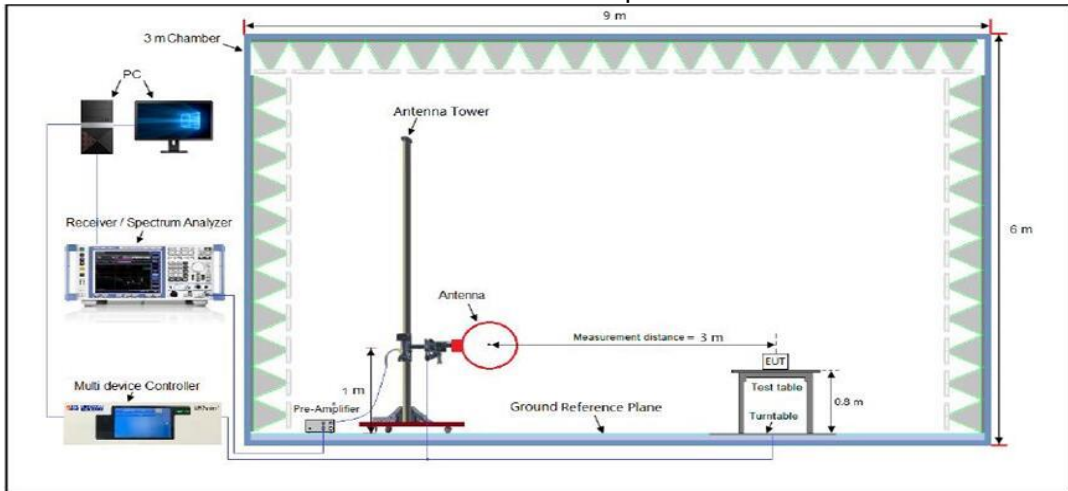 9 m
3 m Chamber
PC
Antenna Tower
Receiver / Spectrum Analyzer
6 m
Antenna
Measurement distance = 3 m
EUT
1 m
Multi device Controller
Test table
0.8 m
Pre-Amplifier
Ground Reference Plane
Turntable